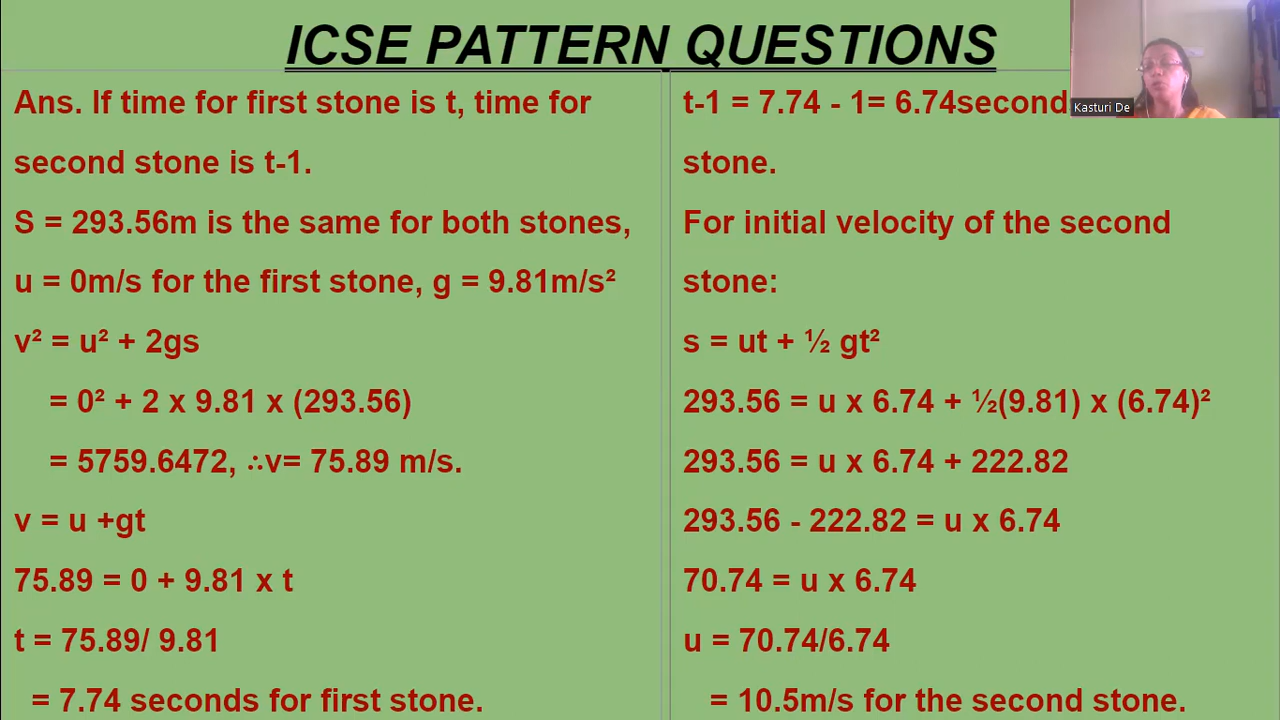 ICSE PATTERN QUESTIONS
Ans. If time for first stone is t, time for
second stone is t-1.
S = 293.56m is the same for both stones,
u = 0m/s for the first stone, g = 9.81m/s²
v² = u² + 2gs
= 0² + 2 x 9.81 x (293.56)
= 5759.6472, ∴v= 75.89 m/s.
v = u +gt
75.89 = 0 + 9.81 x t
t = 75.89/ 9.81
= 7.74 seconds for first stone.
t-1 = 7.74 - 1= 6.74second
stone.
For initial velocity of the second
stone:
s = ut + ½ gt²
293.56 = u x 6.74 + ½(9.81) x (6.74)²
293.56 = u x 6.74 + 222.82
293.56 - 222.82 = u x 6.74
70.74 = u x 6.74
u = 70.74/6.74
= 10.5m/s for the second stone.
Kasturi De